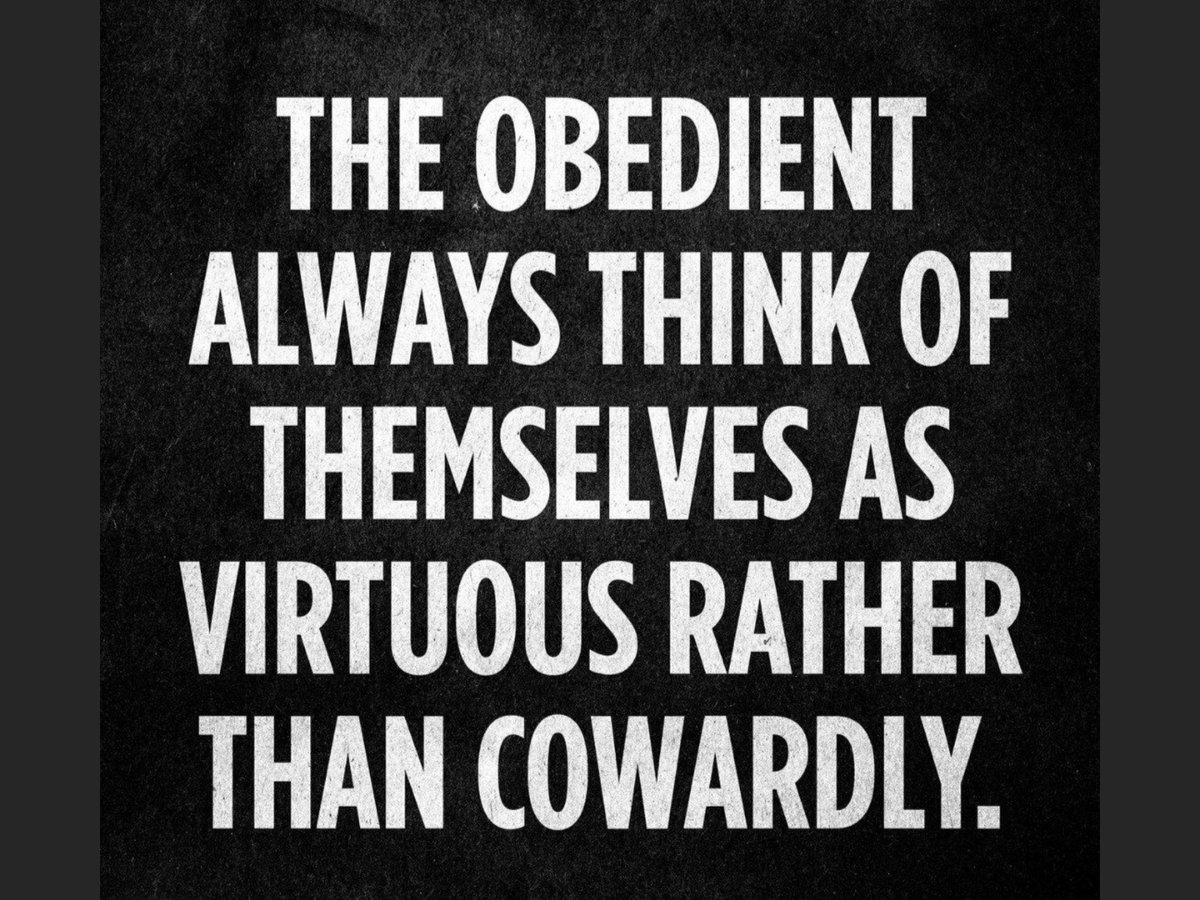 THE OBEDIENT
ALWAYS THINK OF
THEMSELVES AS
VIRTUOUS RATHER
THAN COWARDLY.